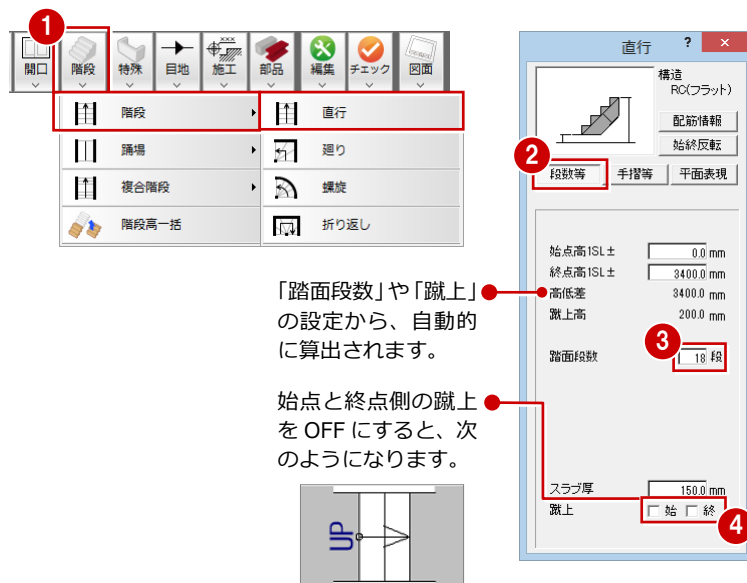 1
開口
階段
特殊
目地
施工
部品
編集
チェック
図面
階段
直行
踊場
廻り
複合階段
螺旋
階段高一括
折り返し
「踏面段数」や「蹴上」
の設定から、自動的
に算出されます。
始点と終点側の蹴上
を OFF にすると、次
のようになります。
UP
直行 ? ×
構造
RC(フラット)
配筋情報
始終反転
2
段数等 手摺等 平面表現
始点高1SL± 0.0 mm
終点高1SL± 3400.0 mm
高低差 3400.0 mm
蹴上高 200.0 mm
3
踏面段数 18 段
スラブ厚 150.0 mm
蹴上 始 終
4